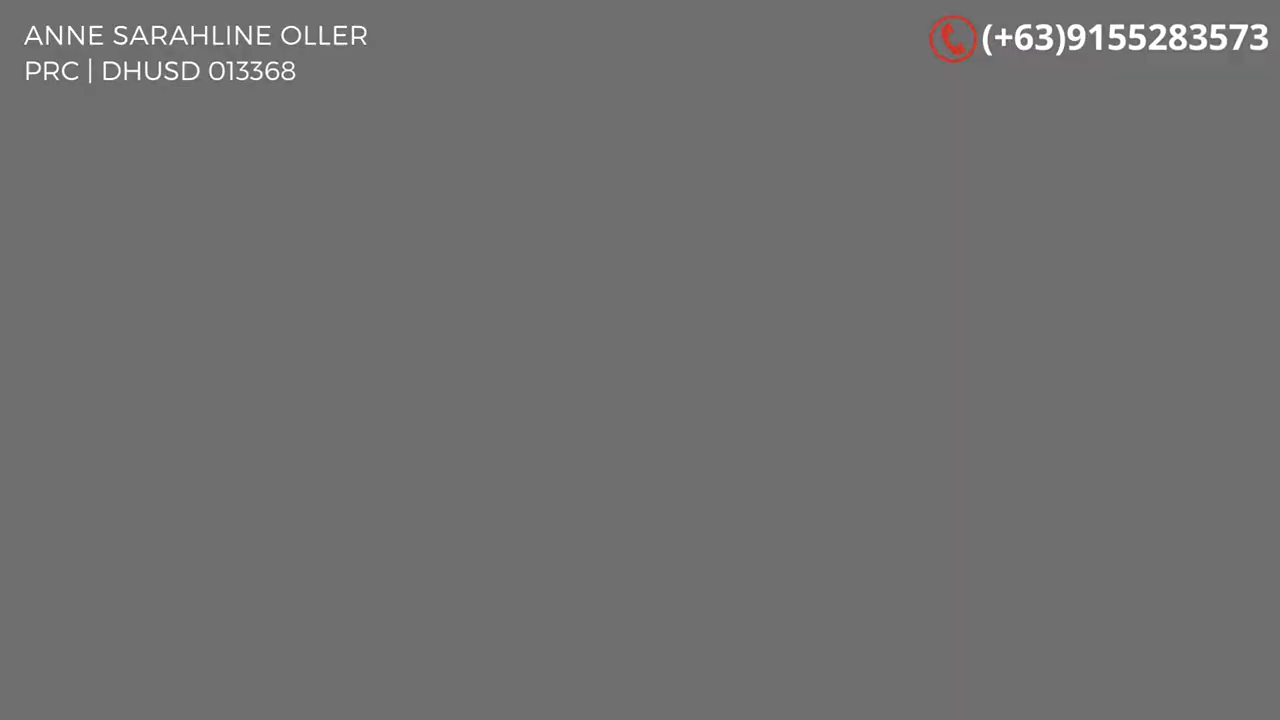 ANNE SARAHLINE OLLER
PRC | DHUSD 013368
(+63)9155283573